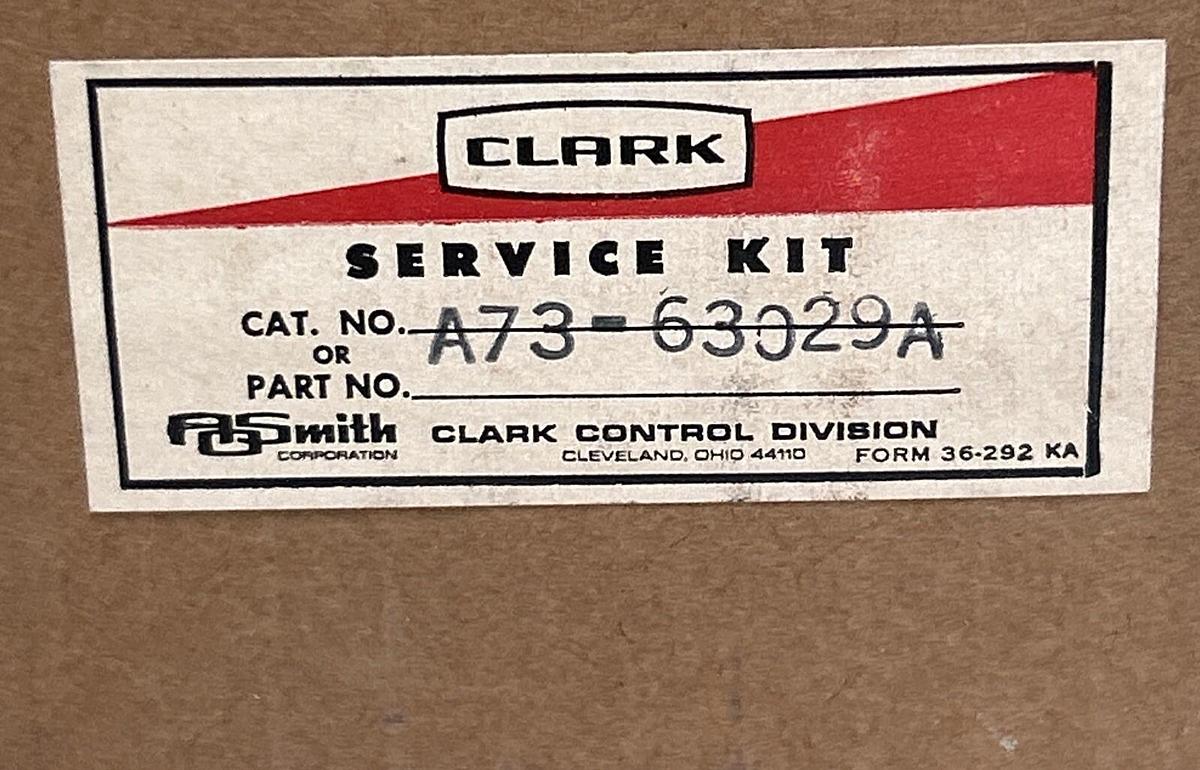 CLARK
SERVICE KIT
CAT. NO. A73-63029A
OR
PART NO.
AOSmith CLARK CONTROL DIVISION
CORPORATION CLEVELAND, OHIO 44110 FORM 36-292 KA